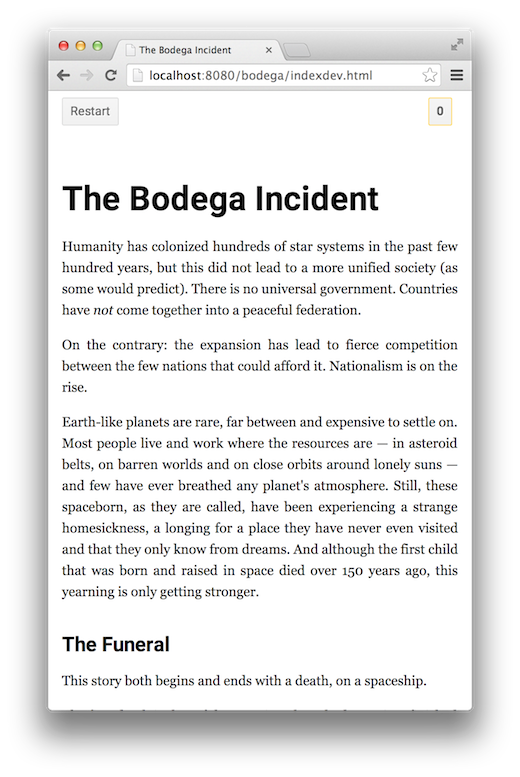 The Bodega Incident
localhost:8080/bodega/indexdev.html
Restart
0
The Bodega Incident
Humanity has colonized hundreds of star systems in the past few
hundred years, but this did not lead to a more unified society (as
some would predict). There is no universal government. Countries
have not come together into a peaceful federation.
On the contrary: the expansion has lead to fierce competition
between the few nations that could afford it. Nationalism is on the
rise.
Earth-like planets are rare, far between and expensive to settle on.
Most people live and work where the resources are — in asteroid
belts, on barren worlds and on close orbits around lonely suns —
and few have ever breathed any planet's atmosphere. Still, these
spaceborn, as they are called, have been experiencing a strange
homesickness, a longing for a place they have never even visited
and that they only know from dreams. And although the first child
that was born and raised in space died over 150 years ago, this
yearning is only getting stronger.
The Funeral
This story both begins and ends with a death, on a spaceship.